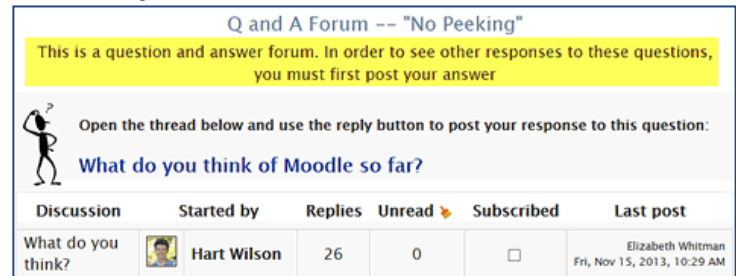 Q and A Forum -- "No Peeking"
This is a question and answer forum. In order to see other responses to these questions,
you must first post your answer
?
Open the thread below and use the reply button to post your response to this question:
What do you think of Moodle so far?
Discussion Started by Replies Unread Subscribed Last post
What do you think? Hart Wilson 26 0 Elizabeth Whitman
Fri, Nov 15, 2013, 10:29 AM